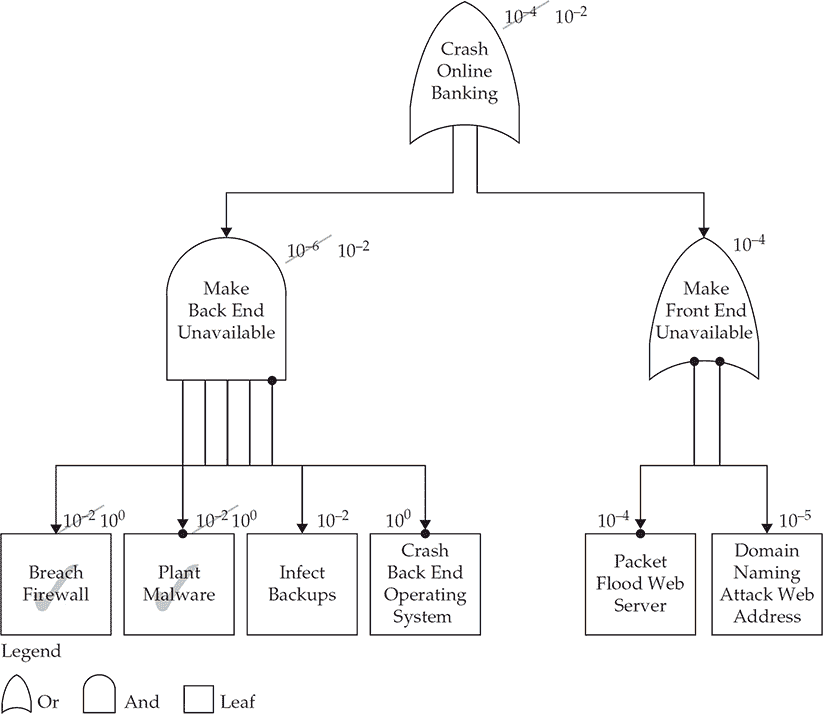 10–4 10–2
Crash
Online
Banking
10–6 10–2
Make
Back End
Unavailable
10–4
Make
Front End
Unavailable
10–2 100
Breach
Firewall
10–2 100
Plant
Malware
10–2
Infect
Backups
100
Crash
Back End
Operating
System
10–4
Packet
Flood Web
Server
10–5
Domain
Naming
Attack Web
Address
Legend
Or And Leaf